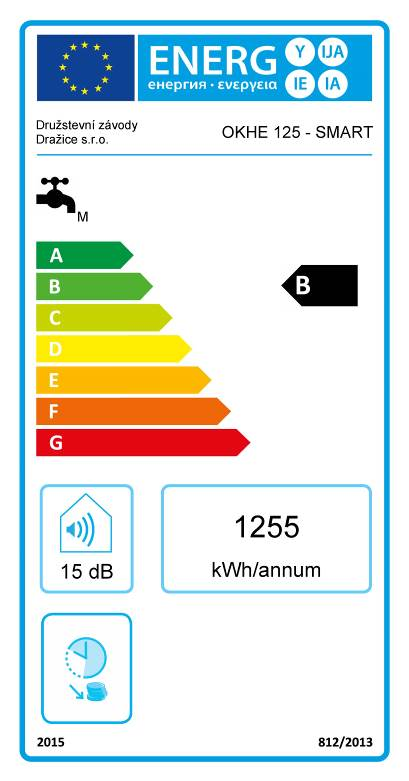 ENERG Y IJA
енергия · ενεργεια IE IA
Družstevní závody
Dražice s.r.o.
OKHE 125 - SMART
M
A
B
B
C
D
E
F
G
15 dB
1255
kWh/annum
2015
812/2013